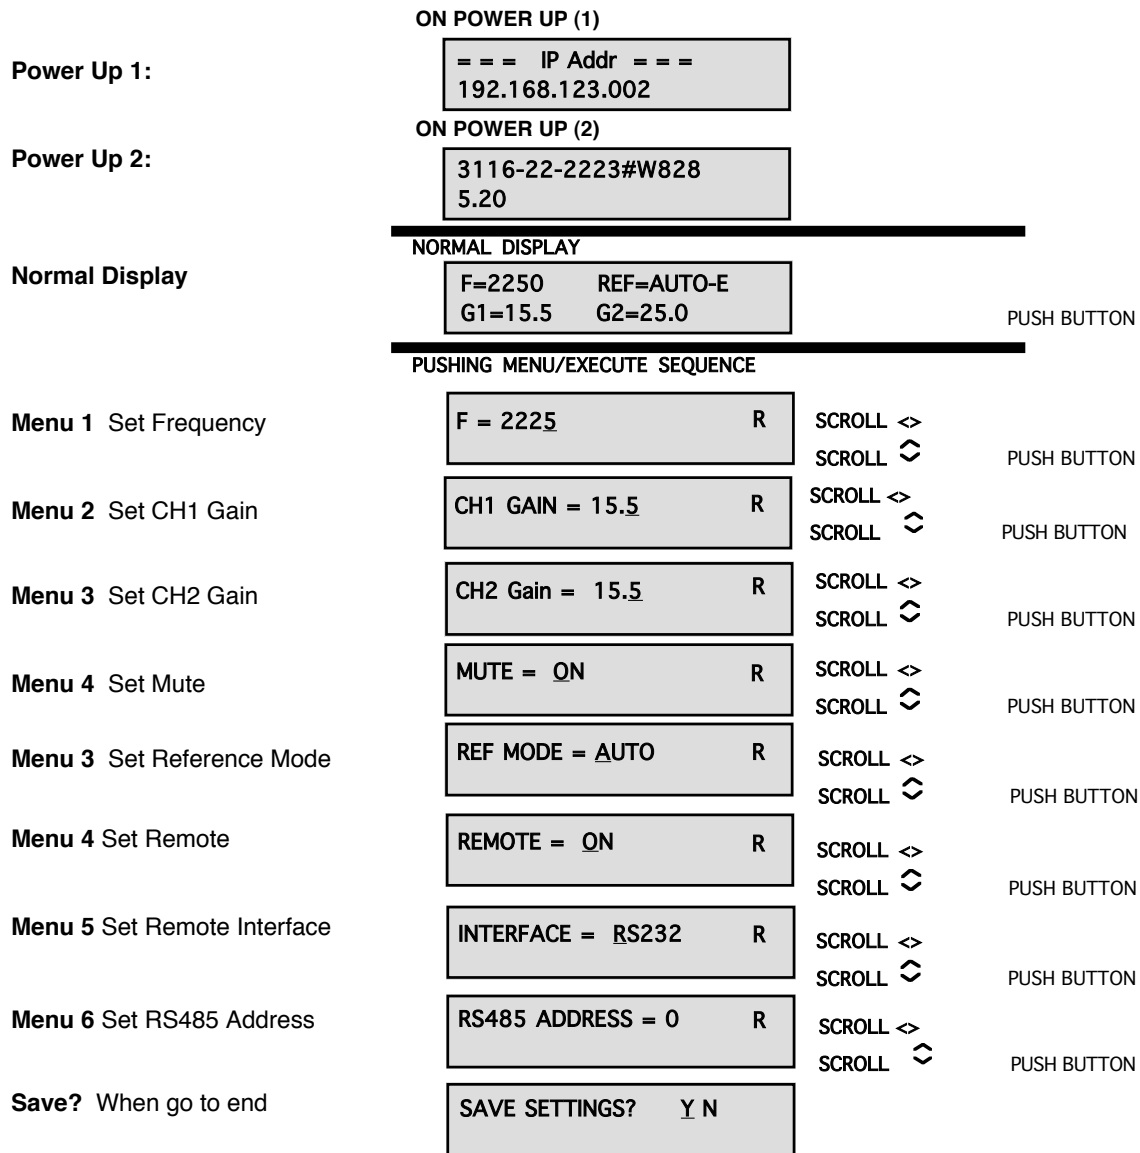 ON POWER UP (1)
Power Up 1:
= = = IP Addr = = =
192.168.123.002
ON POWER UP (2)
Power Up 2:
3116-22-2223#W828
5.20
NORMAL DISPLAY
Normal Display
F=2250 REF=AUTO-E
G1=15.5 G2=25.0
PUSH BUTTON
PUSHING MENU/EXECUTE SEQUENCE
Menu 1 Set Frequency
F = 2225 R
SCROLL <>
SCROLL
PUSH BUTTON
Menu 2 Set CH1 Gain
CH1 GAIN = 15.5 R
SCROLL <>
SCROLL
PUSH BUTTON
Menu 3 Set CH2 Gain
CH2 Gain = 15.5 R
SCROLL <>
SCROLL
PUSH BUTTON
Menu 4 Set Mute
MUTE = ON R
SCROLL <>
SCROLL
PUSH BUTTON
Menu 3 Set Reference Mode
REF MODE = AUTO R
SCROLL <>
SCROLL
PUSH BUTTON
Menu 4 Set Remote
REMOTE = ON R
SCROLL <>
SCROLL
PUSH BUTTON
Menu 5 Set Remote Interface
INTERFACE = RS232 R
SCROLL <>
SCROLL
PUSH BUTTON
Menu 6 Set RS485 Address
RS485 ADDRESS = 0 R
SCROLL <>
SCROLL
PUSH BUTTON
Save? When go to end
SAVE SETTINGS? Y N